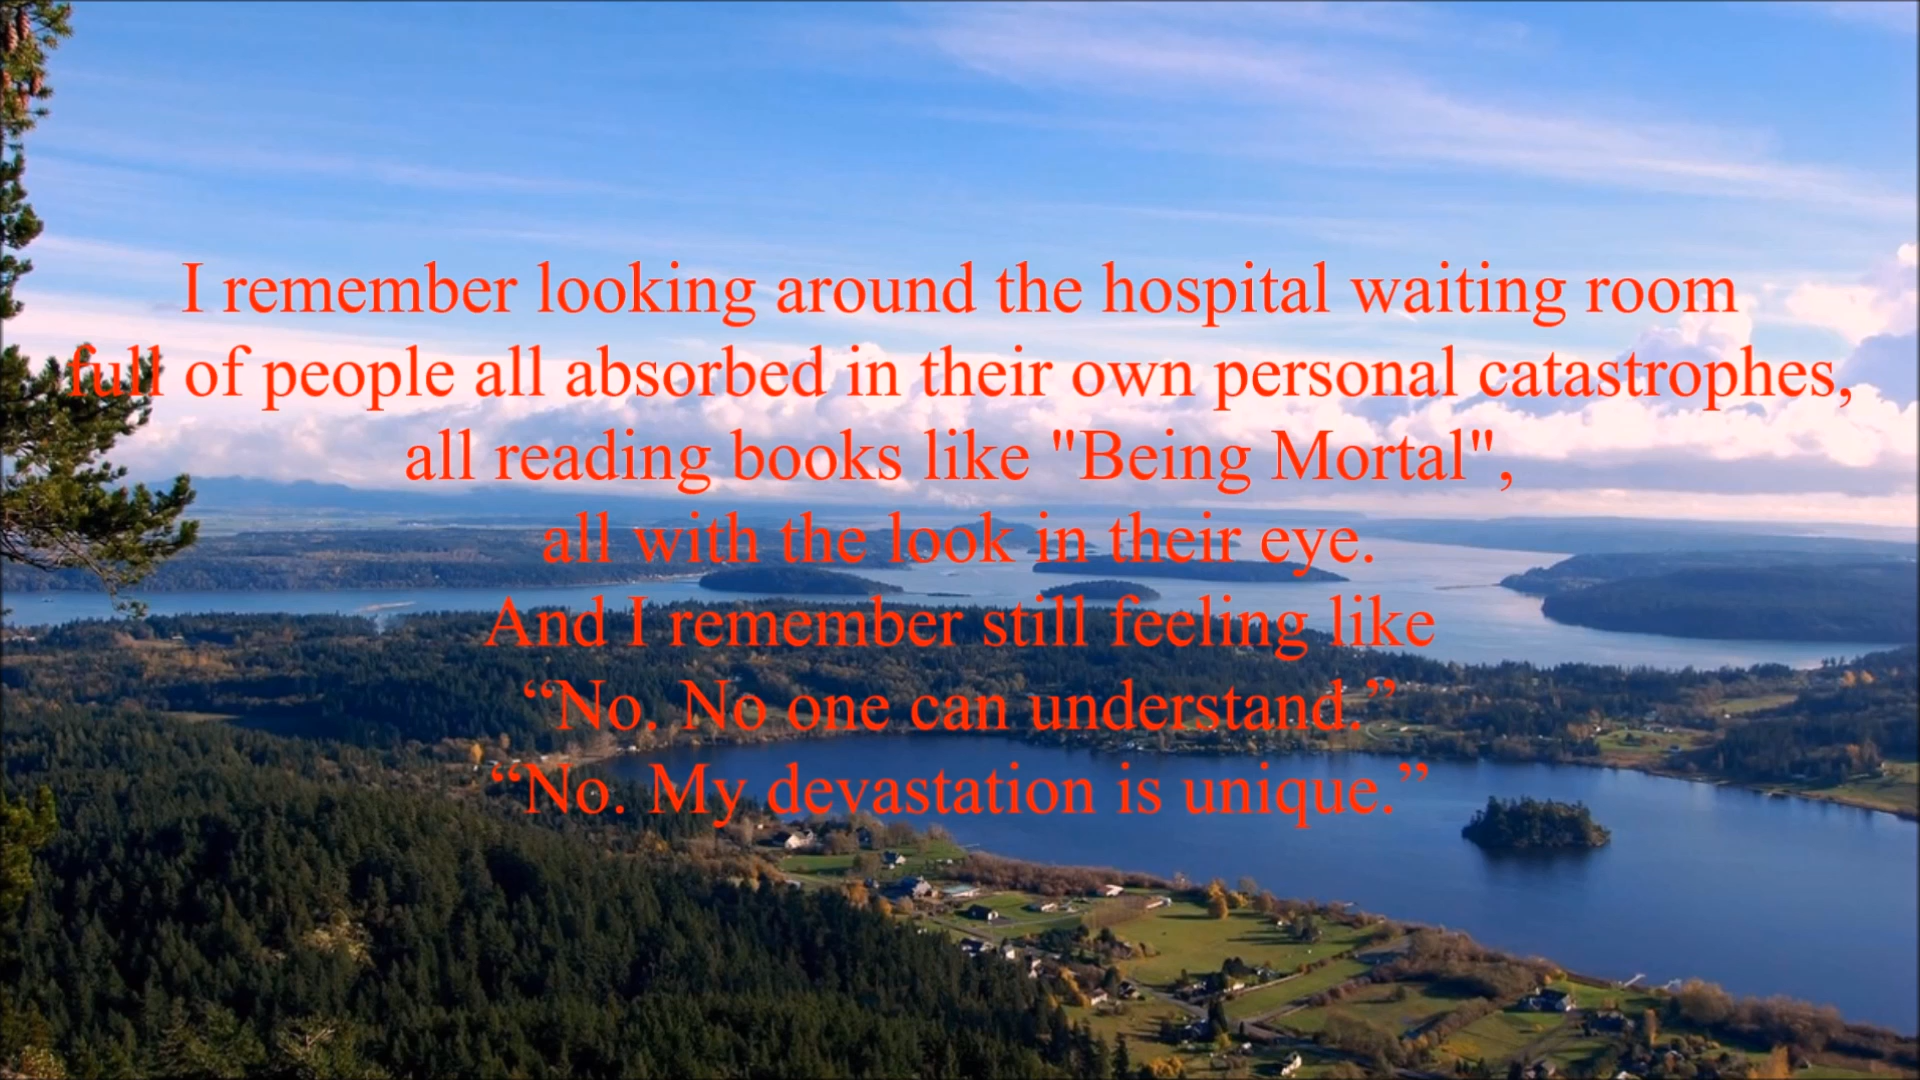 I remember looking around the hospital waiting room
full of people all absorbed in their own personal catastrophes,
all reading books like "Being Mortal",
all with the look in their eye.
And I remember still feeling like
“No. No one can understand.”
“No. My devastation is unique.”